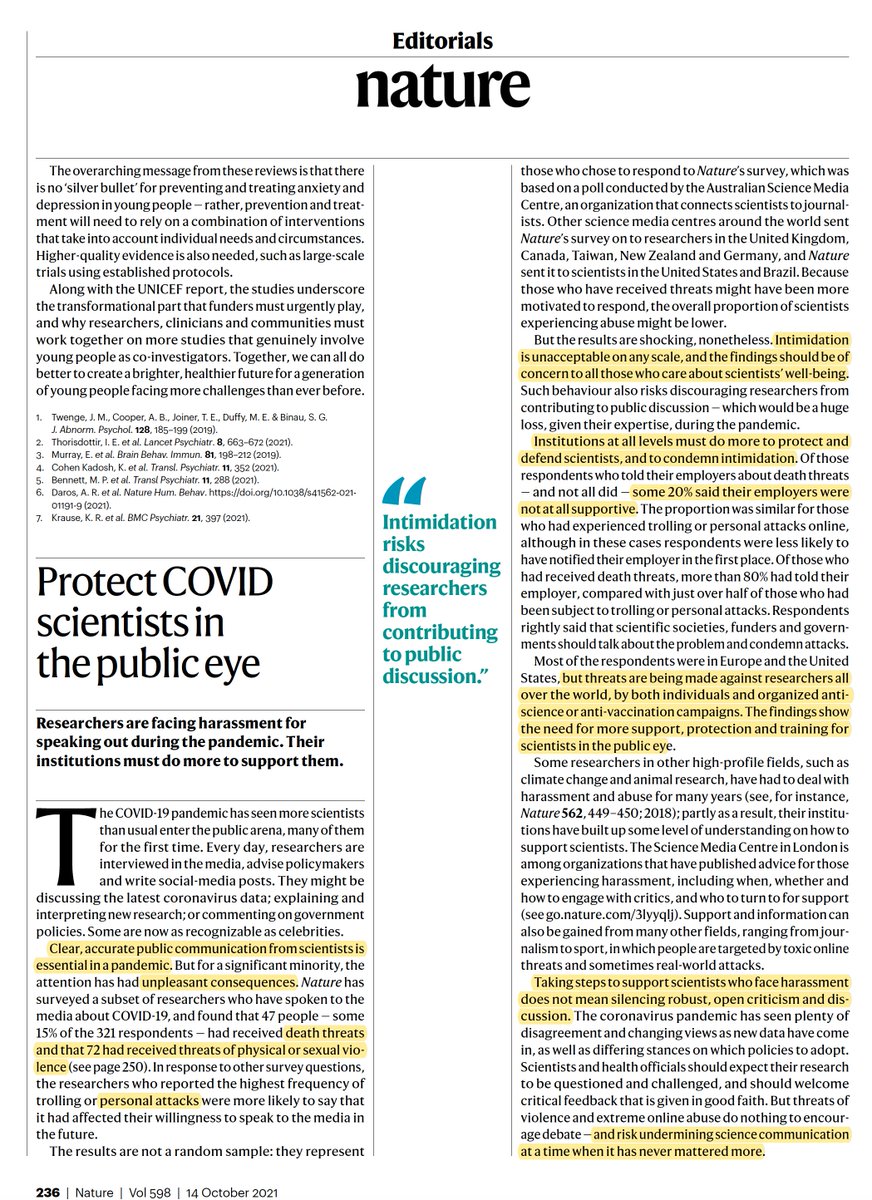 Editorials
nature
The overarching message from these reviews is that there
is no ‘silver bullet’ for preventing and treating anxiety and
depression in young people — rather, prevention and treat-
ment will need to rely on a combination of interventions
that take into account individual needs and circumstances.
Higher-quality evidence is also needed, such as large-scale
trials using established protocols.
Along with the UNICEF report, the studies underscore
the transformational part that funders must urgently play,
and why researchers, clinicians and communities must
work together on more studies that genuinely involve
young people as co-investigators. Together, we can all do
better to create a brighter, healthier future for a generation
of young people facing more challenges than ever before.
1. Twenge, J. M., Cooper, A. B., Joiner, T. E., Duffy, M. E. & Binau, S. G.
J. Abnorm. Psychol. 128, 185–199 (2019).
2. Thorisdottir, I. E. et al. Lancet Psychiatr. 8, 663–672 (2021).
3. Murray, E. et al. Brain Behav. Immun. 81, 198–212 (2019).
4. Cohen Kadosh, K. et al. Transl. Psychiatr. 11, 352 (2021).
5. Bennett, M. P. et al. Transl Psychiatr. 11, 288 (2021).
6. Daros, A. R. et al. Nature Hum. Behav. https://doi.org/10.1038/s41562-021-
01191-9 (2021).
7. Krause, K. R. et al. BMC Psychiatr. 21, 397 (2021).
Protect COVID
scientists in
the public eye
Researchers are facing harassment for
speaking out during the pandemic. Their
institutions must do more to support them.
The COVID-19 pandemic has seen more scientists
than usual enter the public arena, many of them
for the first time. Every day, researchers are
interviewed in the media, advise policymakers
and write social-media posts. They might be
discussing the latest coronavirus data; explaining and
interpreting new research; or commenting on government
policies. Some are now as recognizable as celebrities.
Clear, accurate public communication from scientists is
essential in a pandemic. But for a significant minority, the
attention has had unpleasant consequences. Nature has
surveyed a subset of researchers who have spoken to the
media about COVID-19, and found that 47 people — some
15% of the 321 respondents — had received death threats
and that 72 had received threats of physical or sexual vio-
lence (see page 250). In response to other survey questions,
the researchers who reported the highest frequency of
trolling or personal attacks were more likely to say that
it had affected their willingness to speak to the media in
the future.
The results are not a random sample: they represent
“
Intimidation
risks
discouraging
researchers
from
contributing
to public
discussion.”
those who chose to respond to Nature’s survey, which was
based on a poll conducted by the Australian Science Media
Centre, an organization that connects scientists to journal-
ists. Other science media centres around the world sent
Nature’s survey on to researchers in the United Kingdom,
Canada, Taiwan, New Zealand and Germany, and Nature
sent it to scientists in the United States and Brazil. Because
those who have received threats might have been more
motivated to respond, the overall proportion of scientists
experiencing abuse might be lower.
But the results are shocking, nonetheless. Intimidation
is unacceptable on any scale, and the findings should be of
concern to all those who care about scientists’ well-being.
Such behaviour also risks discouraging researchers from
contributing to public discussion — which would be a huge
loss, given their expertise, during the pandemic.
Institutions at all levels must do more to protect and
defend scientists, and to condemn intimidation. Of those
respondents who told their employers about death threats
— and not all did — some 20% said their employers were
not at all supportive. The proportion was similar for those
who had experienced trolling or personal attacks online,
although in these cases respondents were less likely to
have notified their employer in the first place. Of those who
had received death threats, more than 80% had told their
employer, compared with just over half of those who had
been subject to trolling or personal attacks. Respondents
rightly said that scientific societies, funders and govern-
ments should talk about the problem and condemn attacks.
Most of the respondents were in Europe and the United
States, but threats are being made against researchers all
over the world, by both individuals and organized anti-
science or anti-vaccination campaigns. The findings show
the need for more support, protection and training for
scientists in the public eye.
Some researchers in other high-profile fields, such as
climate change and animal research, have had to deal with
harassment and abuse for many years (see, for instance,
Nature 562, 449–450; 2018); partly as a result, their institu-
tions have built up some level of understanding on how to
support scientists. The Science Media Centre in London is
among organizations that have published advice for those
experiencing harassment, including when, whether and
how to engage with critics, and who to turn to for support
(see go.nature.com/3lyyqlj). Support and information can
also be gained from many other fields, ranging from jour-
nalism to sport, in which people are targeted by toxic online
threats and sometimes real-world attacks.
Taking steps to support scientists who face harassment
does not mean silencing robust, open criticism and dis-
cussion. The coronavirus pandemic has seen plenty of
disagreement and changing views as new data have come
in, as well as differing stances on which policies to adopt.
Scientists and health officials should expect their research
to be questioned and challenged, and should welcome
critical feedback that is given in good faith. But threats of
violence and extreme online abuse do nothing to encour-
age debate — and risk undermining science communication
at a time when it has never mattered more.
236 | Nature | Vol 598 | 14 October 2021